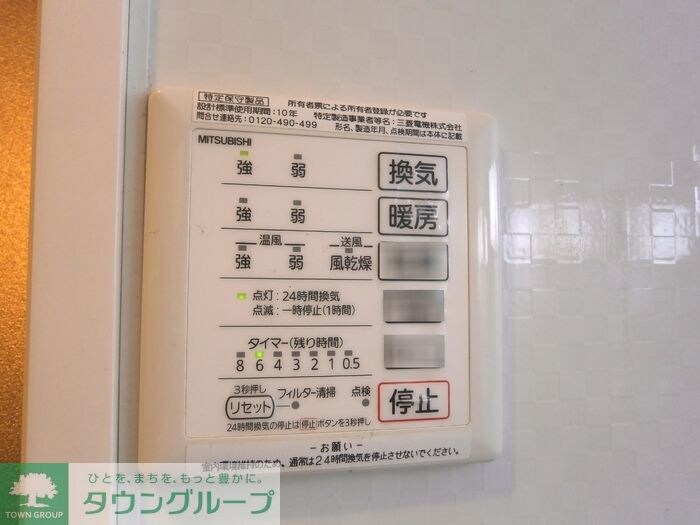 特定保守製品 所有者票による所有者登録が必要です
設計標準使用期間:10年 特定製造事業者等名:三菱電機株式会社
問合せ連絡先:0120-490-499 形名、製造年月、点検期間は本体に記載
MITSUBISHI
強 弱 換気
強 弱 暖房
温風 送風
強 弱 風乾燥
点灯:24時間換気
点滅:一時停止(1時間)
タイマー(残り時間)
8 6 4 3 2 1 0.5
3秒押し
リセット フィルター清掃 点検 停止
24時間換気の停止は停止ボタンを3秒押し
-お願い-
室内環境維持のため、通常は24時間換気を停止させないでください。
ひとを、まちを、もっと豊かに。
タウングループ
TOWN GROUP